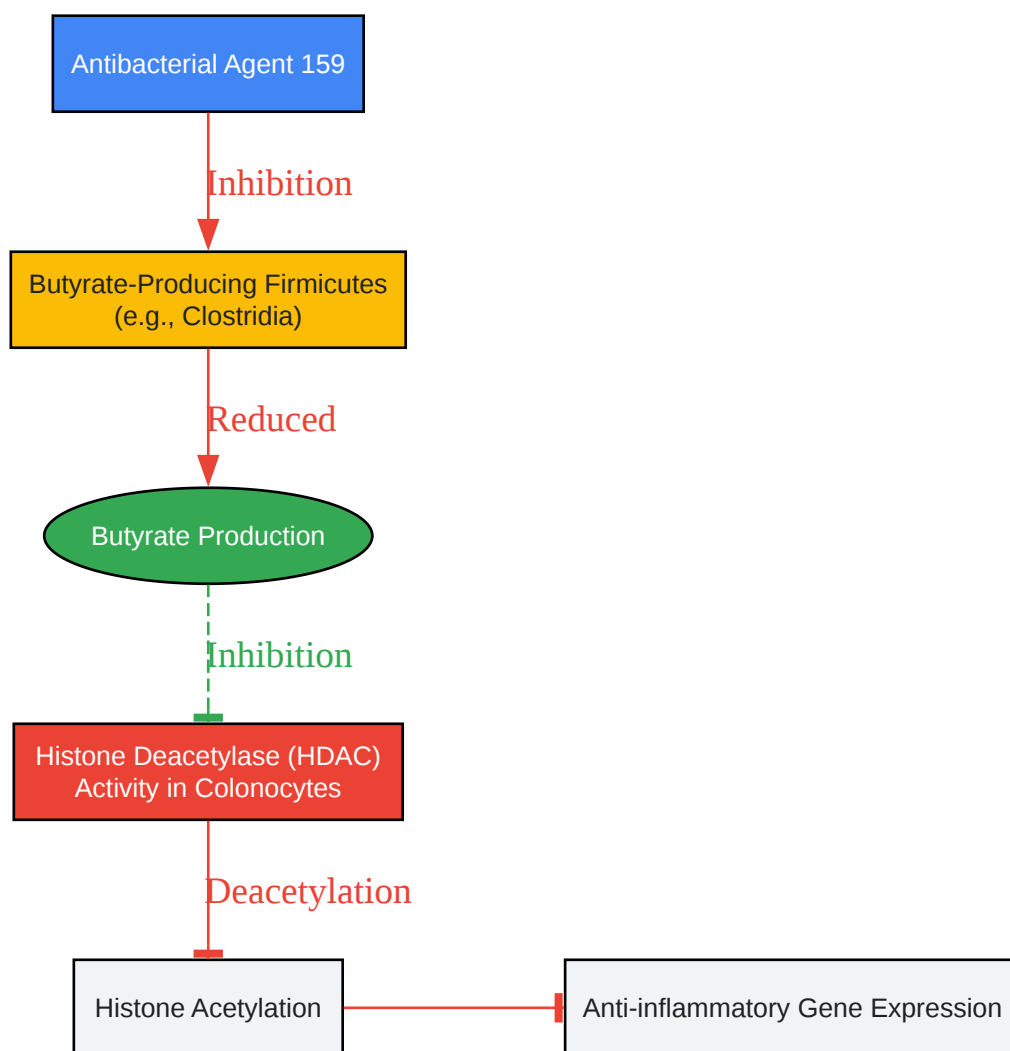 Antibacterial Agent 159
Inhibition
Butyrate-Producing Firmicutes
(e.g., Clostridia)
Reduced
Butyrate Production
Inhibition
Histone Deacetylase (HDAC)
Activity in Colonocytes
Deacetylation
Histone Acetylation
Anti-inflammatory Gene Expression